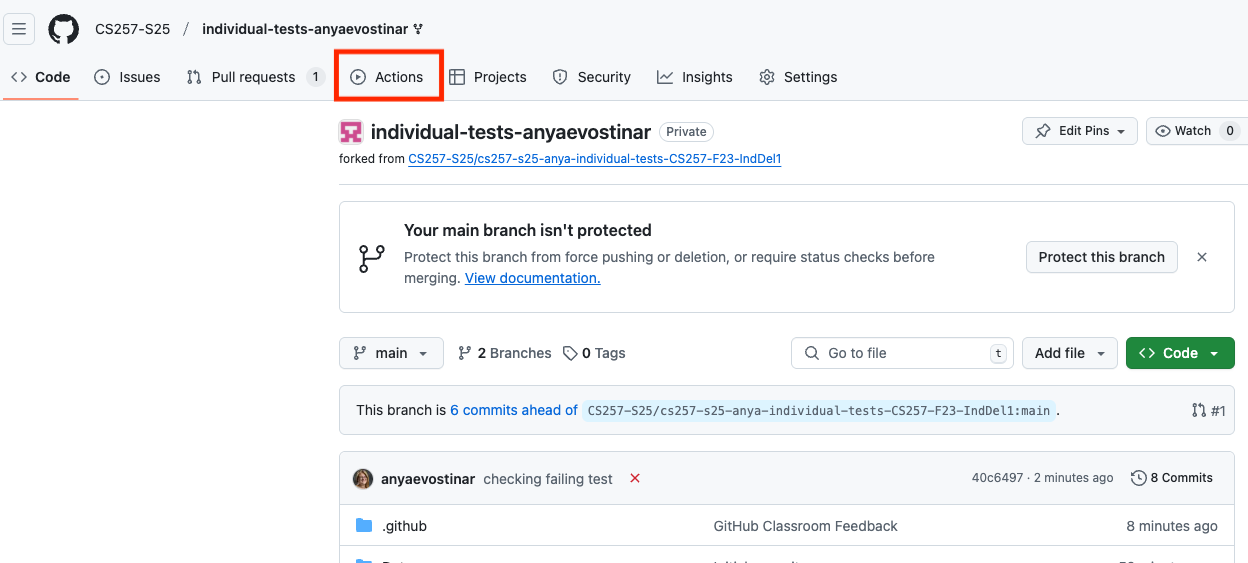 CS257-S25 / individual-tests-anyaevostinar
Code Issues Pull requests 1 Actions Projects Security Insights Settings
individual-tests-anyaevostinar Private Edit Pins Watch 0
forked from CS257-S25/cs257-s25-anya-individual-tests-CS257-F23-IndDel1
Your main branch isn't protected
Protect this branch from force pushing or deletion, or require status checks before
merging. View documentation.
Protect this branch
main 2 Branches 0 Tags Go to file t Add file Code
This branch is 6 commits ahead of CS257-S25/cs257-s25-anya-individual-tests-CS257-F23-IndDel1:main . #1
anyaevostinar checking failing test 40c6497 · 2 minutes ago 8 Commits
.github GitHub Classroom Feedback 8 minutes ago